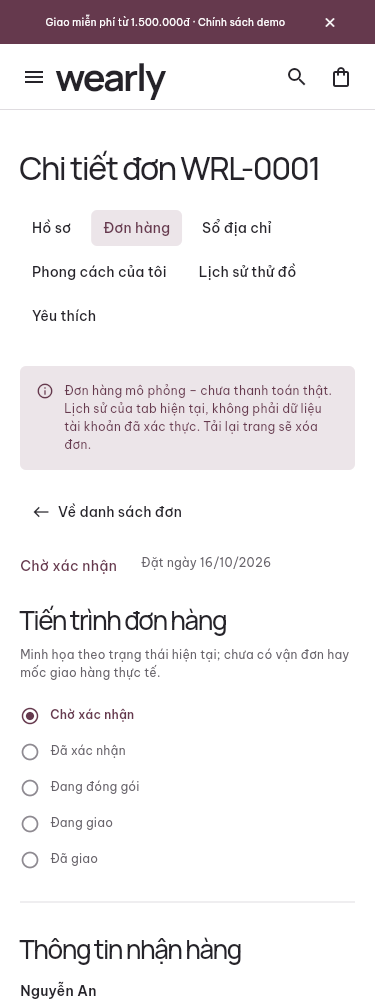 Giao miễn phí từ 1.500.000đ · Chính sách demo
wearly
Chi tiết đơn WRL-0001
Hồ sơ
Đơn hàng
Sổ địa chỉ
Phong cách của tôi
Lịch sử thử đồ
Yêu thích
Đơn hàng mô phỏng – chưa thanh toán thật.
Lịch sử của tab hiện tại, không phải dữ liệu
tài khoản đã xác thực. Tải lại trang sẽ xóa
đơn.
Về danh sách đơn
Chờ xác nhận
Đặt ngày 16/10/2026
Tiến trình đơn hàng
Minh họa theo trạng thái hiện tại; chưa có vận đơn hay
mốc giao hàng thực tế.
Chờ xác nhận
Đã xác nhận
Đang đóng gói
Đang giao
Đã giao
Thông tin nhận hàng
Nguyễn An